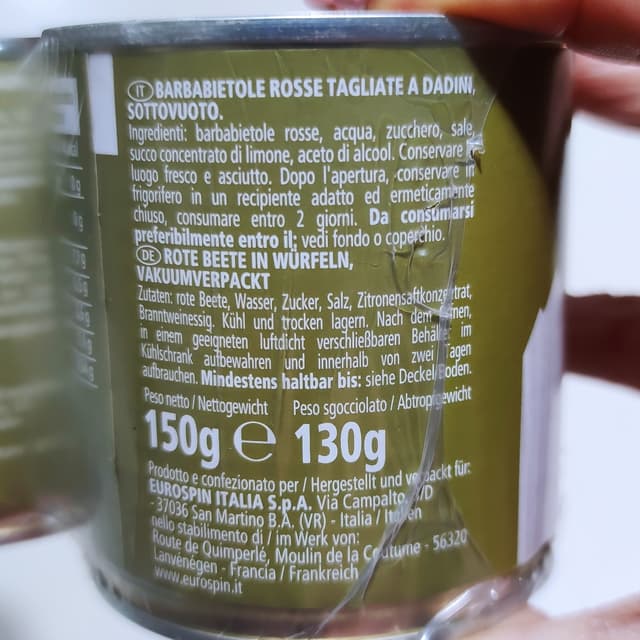 IT BARBABIETOLE ROSSE TAGLIATE A DADINI,
SOTTOVUOTO.
Ingredienti: barbabietole rosse, acqua, zucchero, sale,
succo concentrato di limone, aceto di alcool. Conservare
luogo fresco e asciutto. Dopo l'apertura, conservare in
frigorifero in un recipiente adatto ed ermeticamente
chiuso, consumare entro 2 giorni. Da consumarsi
preferibilmente entro il: vedi fondo o coperchio.
DE ROTE BEETE IN WÜRFELN,
VAKUUMVERPACKT
Zutaten: rote Beete, Wasser, Zucker, Salz, Zitronensaftkonzentrat,
Branntweinessig. Kühl und trocken lagern. Nach dem
in einem geeigneten luftdicht verschließbaren Behälter im
Kühlschrank aufbewahren und innerhalb von zwei Tagen
aufbrauchen. Mindestens haltbar bis: siehe Deckel/Boden.
Peso netto / Nettogewicht Peso sgocciolato / Abtropfgewicht
150g e 130g
Prodotto e confezionato per / Hergestellt und verpackt für:
EUROSPIN ITALIA S.p.A. Via Campalto /D
- 37036 San Martino B.A. (VR) - Italia / Italien
nello stabilimento di / im Werk von:
Route de Quimperlé, Moulin de la Coutume - 56320
Lanvénégen - Francia / Frankreich
www.eurospin.it